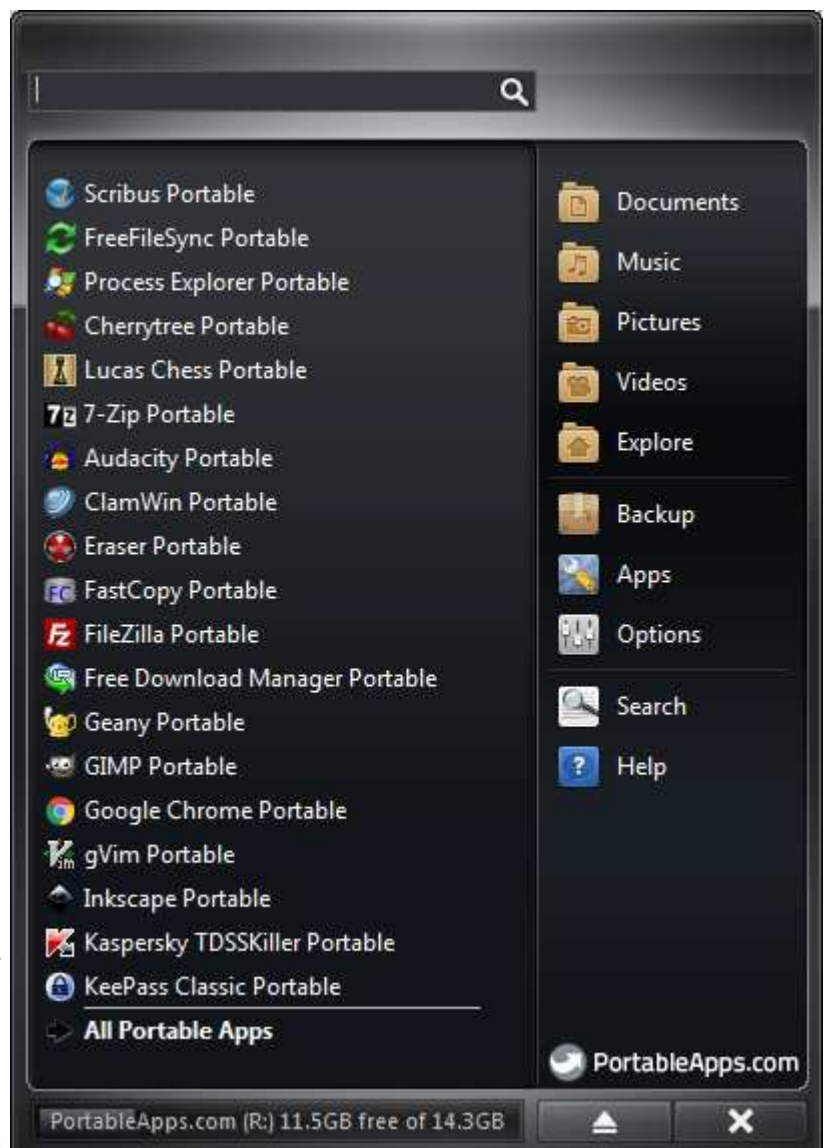 Scribus Portable
FreeFileSync Portable
Process Explorer Portable
Cherrytree Portable
Lucas Chess Portable
7-Zip Portable
Audacity Portable
ClamWin Portable
Eraser Portable
FastCopy Portable
FileZilla Portable
Free Download Manager Portable
Geany Portable
GIMP Portable
Google Chrome Portable
gVim Portable
Inkscape Portable
Kaspersky TDSSKiller Portable
KeePass Classic Portable
All Portable Apps
Documents
Music
Pictures
Videos
Explore
Backup
Apps
Options
Search
Help
PortableApps.com
PortableApps.com (R:) 11.5GB free of 14.3GB